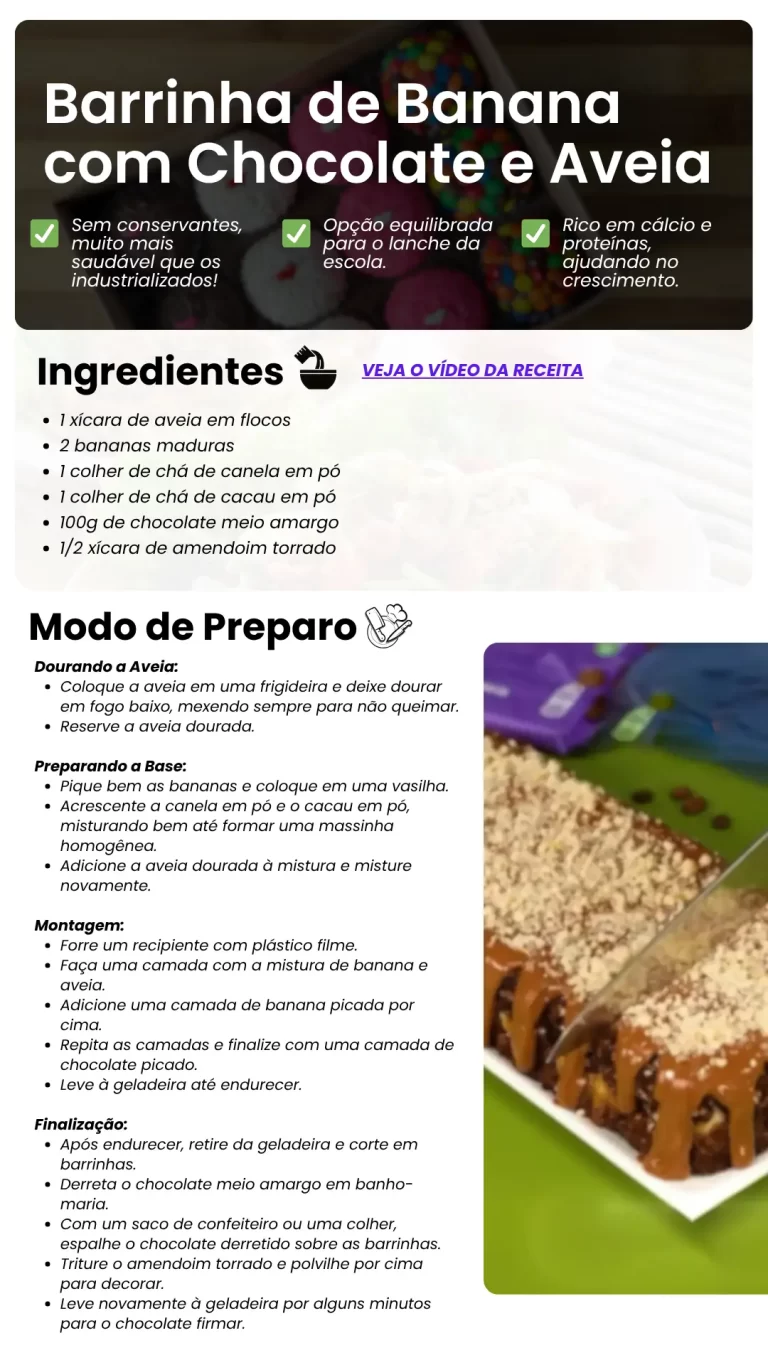 Barrinha de Banana
com Chocolate e Aveia
Sem conservantes,
muito mais
saudável que os
industrializados!
Opção equilibrada
para o lanche da
escola.
Rico em cálcio e
proteínas,
ajudando no
crescimento.
Ingredientes
VEJA O VÍDEO DA RECEITA
• 1 xícara de aveia em flocos
• 2 bananas maduras
• 1 colher de chá de canela em pó
• 1 colher de chá de cacau em pó
• 100g de chocolate meio amargo
• 1/2 xícara de amendoim torrado
Modo de Preparo
Dourando a Aveia:
• Coloque a aveia em uma frigideira e deixe dourar
em fogo baixo, mexendo sempre para não queimar.
• Reserve a aveia dourada.
Preparando a Base:
• Pique bem as bananas e coloque em uma vasilha.
• Acrescente a canela em pó e o cacau em pó,
misturando bem até formar uma massinha
homogênea.
• Adicione a aveia dourada à mistura e misture
novamente.
Montagem:
• Forre um recipiente com plástico filme.
• Faça uma camada com a mistura de banana e
aveia.
• Adicione uma camada de banana picada por
cima.
• Repita as camadas e finalize com uma camada de
chocolate picado.
• Leve à geladeira até endurecer.
Finalização:
• Após endurecer, retire da geladeira e corte em
barrinhas.
• Derreta o chocolate meio amargo em banho-
maria.
• Com um saco de confeiteiro ou uma colher,
espalhe o chocolate derretido sobre as barrinhas.
• Triture o amendoim torrado e polvilhe por cima
para decorar.
• Leve novamente à geladeira por alguns minutos
para o chocolate firmar.